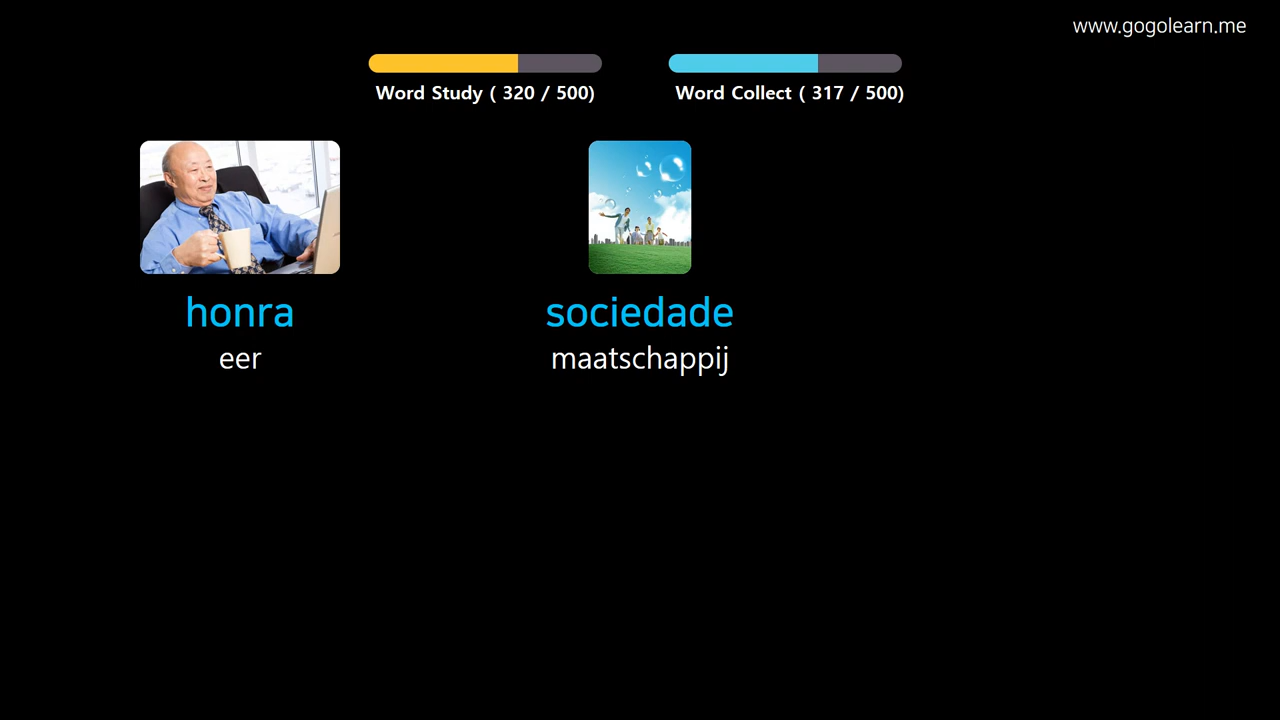 www.gogolearn.me
Word Study ( 320 / 500)
Word Collect ( 317 / 500)
honra
sociedade
eer
maatschappij